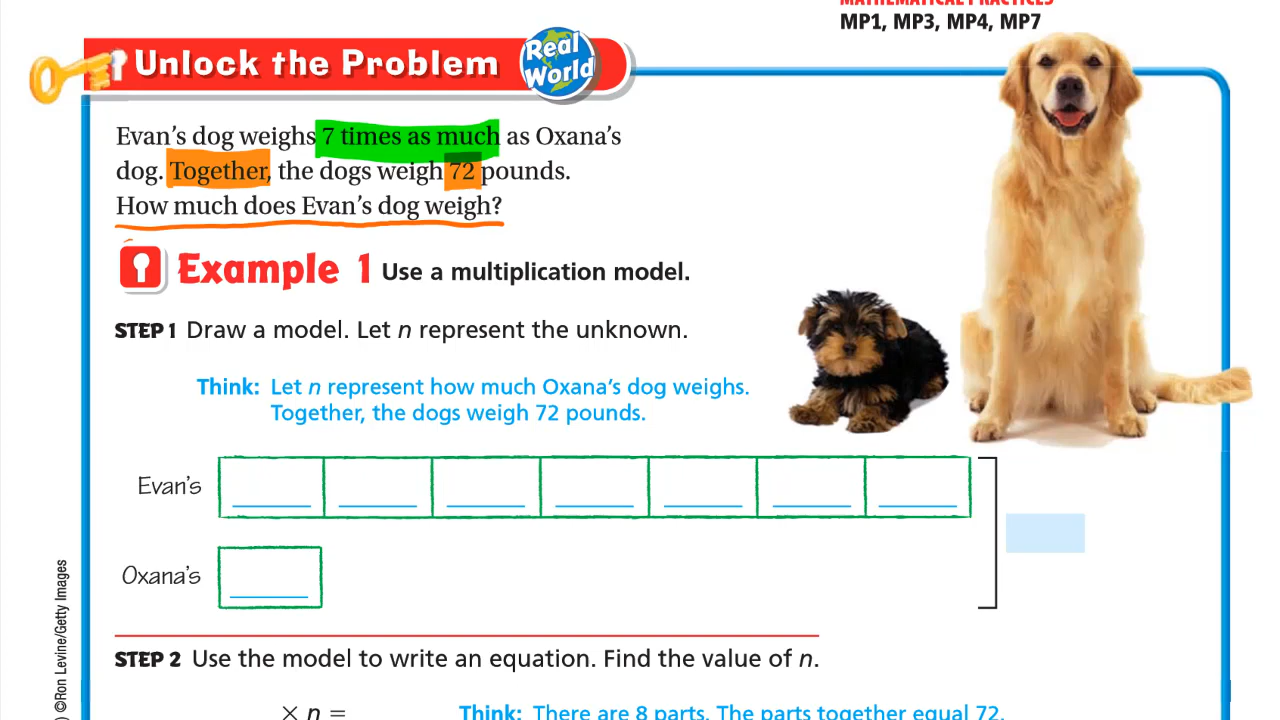 MATHEMATICAL PRACTICES
MP1, MP3, MP4, MP7
Unlock the Problem
Real
World
Evan's dog weighs 7 times as much as Oxana's
dog. Together, the dogs weigh 72 pounds.
How much does Evan's dog weigh?
Example 1 Use a multiplication model.
STEP 1 Draw a model. Let n represent the unknown.
Think: Let n represent how much Oxana's dog weighs.
Together, the dogs weigh 72 pounds.
Evan's
Oxana's
STEP 2 Use the model to write an equation. Find the value of n.
× n =
Think: There are 8 parts. The parts together equal 72.
) ©Ron Levine/Getty Images